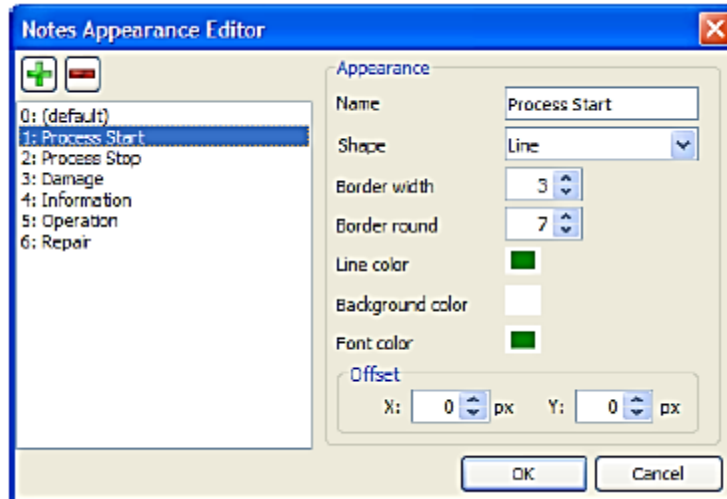 Notes Appearance Editor
0: (default)
1: Process Start
2: Process Stop
3: Damage
4: Information
5: Operation
6: Repair
Appearance
Name Process Start
Shape Line
Border width 3
Border round 7
Line color
Background color
Font color
Offset
X: 0 px Y: 0 px
OK Cancel